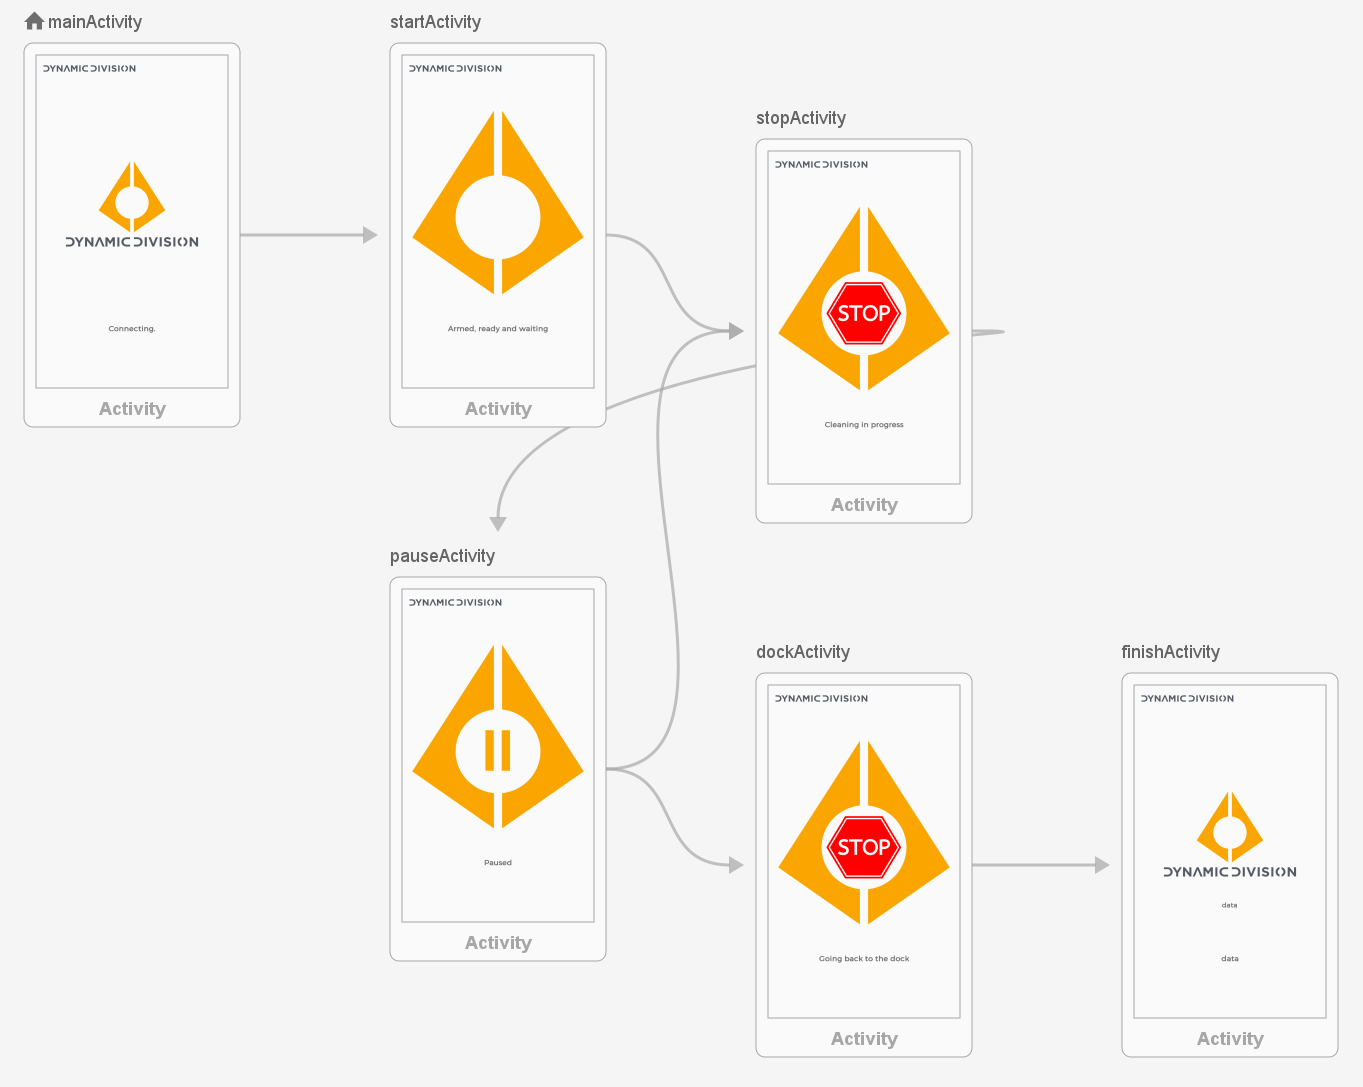 mainActivity
DYNAMIC DIVISION
DYNAMIC DIVISION
Connecting.
Activity
startActivity
DYNAMIC DIVISION
Armed, ready and waiting
Activity
stopActivity
DYNAMIC DIVISION
STOP
Cleaning in progress
Activity
pauseActivity
DYNAMIC DIVISION
Paused
Activity
dockActivity
DYNAMIC DIVISION
STOP
Going back to the dock
Activity
finishActivity
DYNAMIC DIVISION
DYNAMIC DIVISION
data
data
Activity